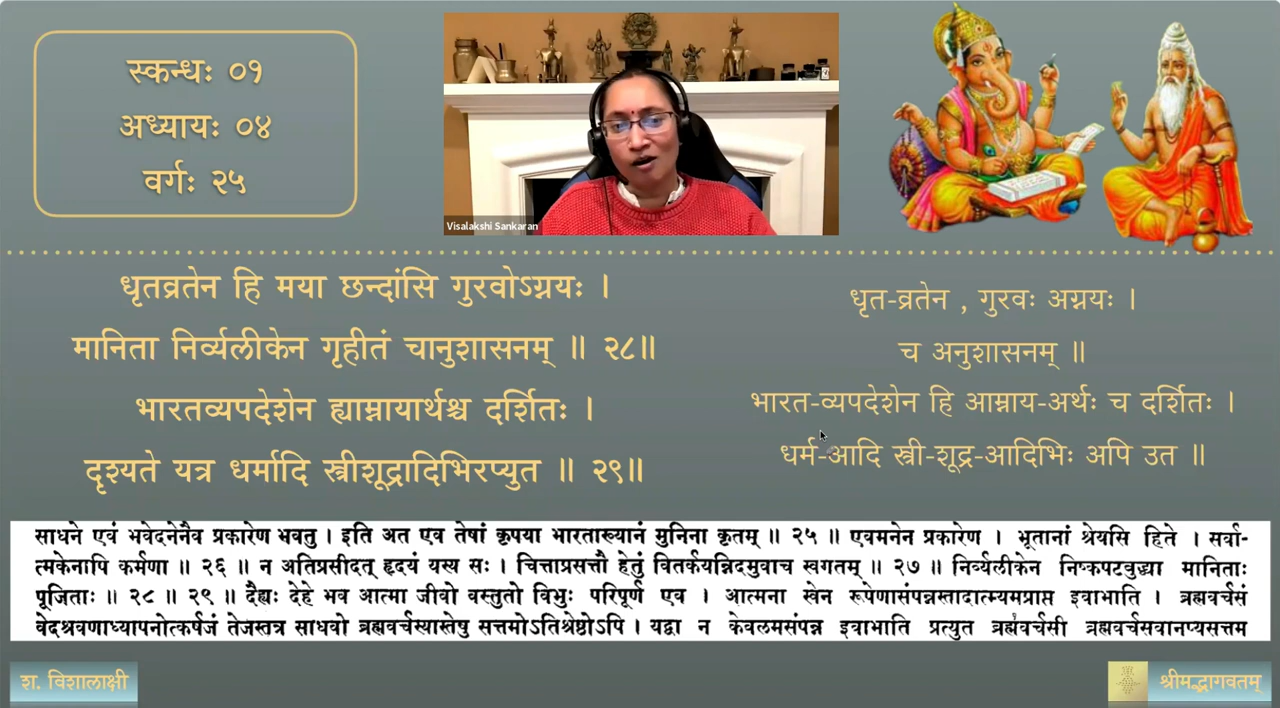 स्कन्धः ०१
अध्यायः ०४
वर्गः २५
Visalakshi Sankaran
धृतव्रतेन हि मया छन्दांसि गुरवोऽग्नयः ।
मानिता निर्व्यलीकेन गृहीतं चानुशासनम् ॥ २८॥
भारतव्यपदेशेन ह्याम्नायार्थश्च दर्शितः ।
दृश्यते यत्र धर्मादि स्त्रीशूद्रादिभिरप्युत ॥ २९॥
धृत-व्रतेन , गुरवः अग्नयः ।
च अनुशासनम् ॥
भारत-व्यपदेशेन हि आम्नाय-अर्थः च दर्शितः ।
धर्म-आदि स्त्री-शूद्र-आदिभिः अपि उत ॥
साधने एवं भवेदनेनैव प्रकारेण भवतु । इति अत एव तेषां कृपया भारताख्यानं मुनिना कृतम् ॥ २५ ॥ एवमनेन प्रकारेण । भूतानां श्रेयसि हिते । सर्वा-
त्मकेनापि कर्मणा ॥ २६ ॥ न अतिप्रसीदत् हृदयं यस्य सः । चित्ताप्रसत्तौ हेतुं वितर्कयन्निदमुवाच स्वगतम् ॥ २७ ॥ निर्व्यलीकेन निष्कपटबुद्ध्या मानिताः
पूजिताः ॥ २८ ॥ २९ ॥ दैह्यः देहे भव आत्मा जीवो वस्तुतो विभुः परिपूर्ण एव । आत्मना स्वेन रूपेणासंपन्नस्तादात्म्यमप्राप्त इवाभाति । ब्रह्मवर्चसं
वेदश्रवणाध्यापनोत्कर्षजं तेजस्तत्र साधवो ब्रह्मवर्चस्यास्तेषु सत्तमोऽतिश्रेष्ठोऽपि । यद्वा न केवलमसंपन्न इवाभाति प्रत्युत ब्रह्मवर्चसी ब्रह्मवर्चसवानप्यसत्तम
श. विशालाक्षी
श्रीमद्भागवतम्